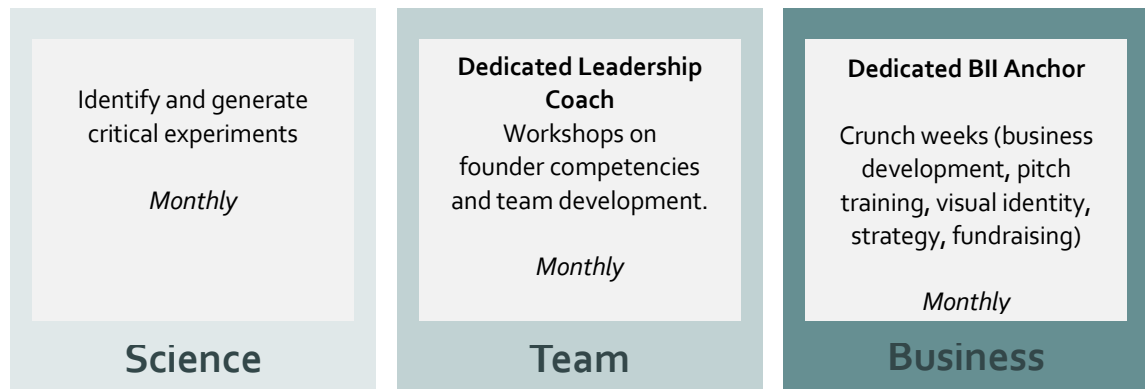 Identify and generate
critical experiments
Monthly
Science
Dedicated Leadership
Coach
Workshops on
founder competencies
and team development.
Monthly
Team
Dedicated BII Anchor
Crunch weeks (business
development, pitch
training, visual identity,
strategy, fundraising)
Monthly
Business